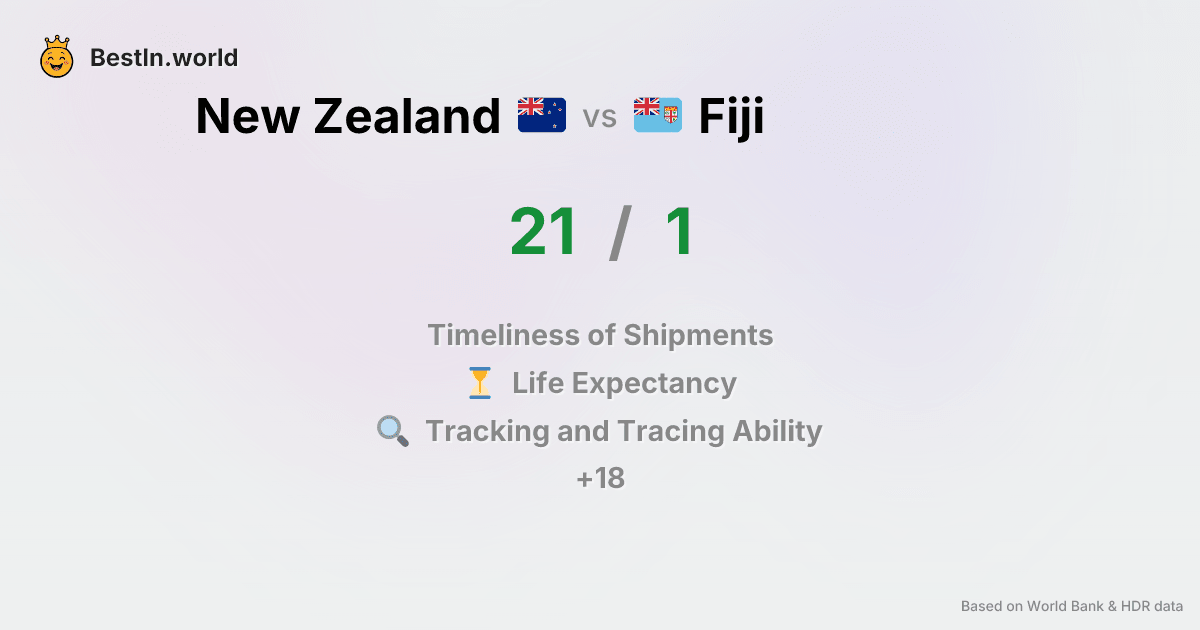 BestIn.world
New Zealand vs Fiji
21 / 1
Timeliness of Shipments
Life Expectancy
Tracking and Tracing Ability
+18
Based on World Bank & HDR data